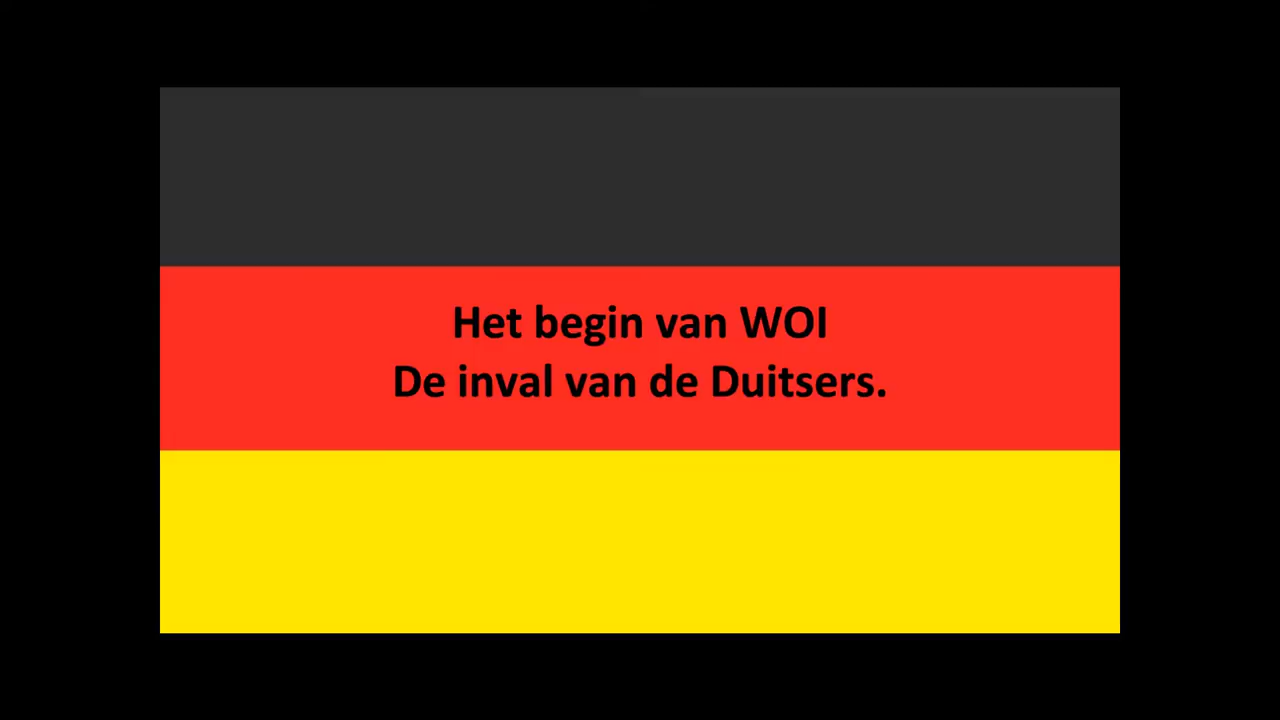 Het begin van WOI
De inval van de Duitsers.